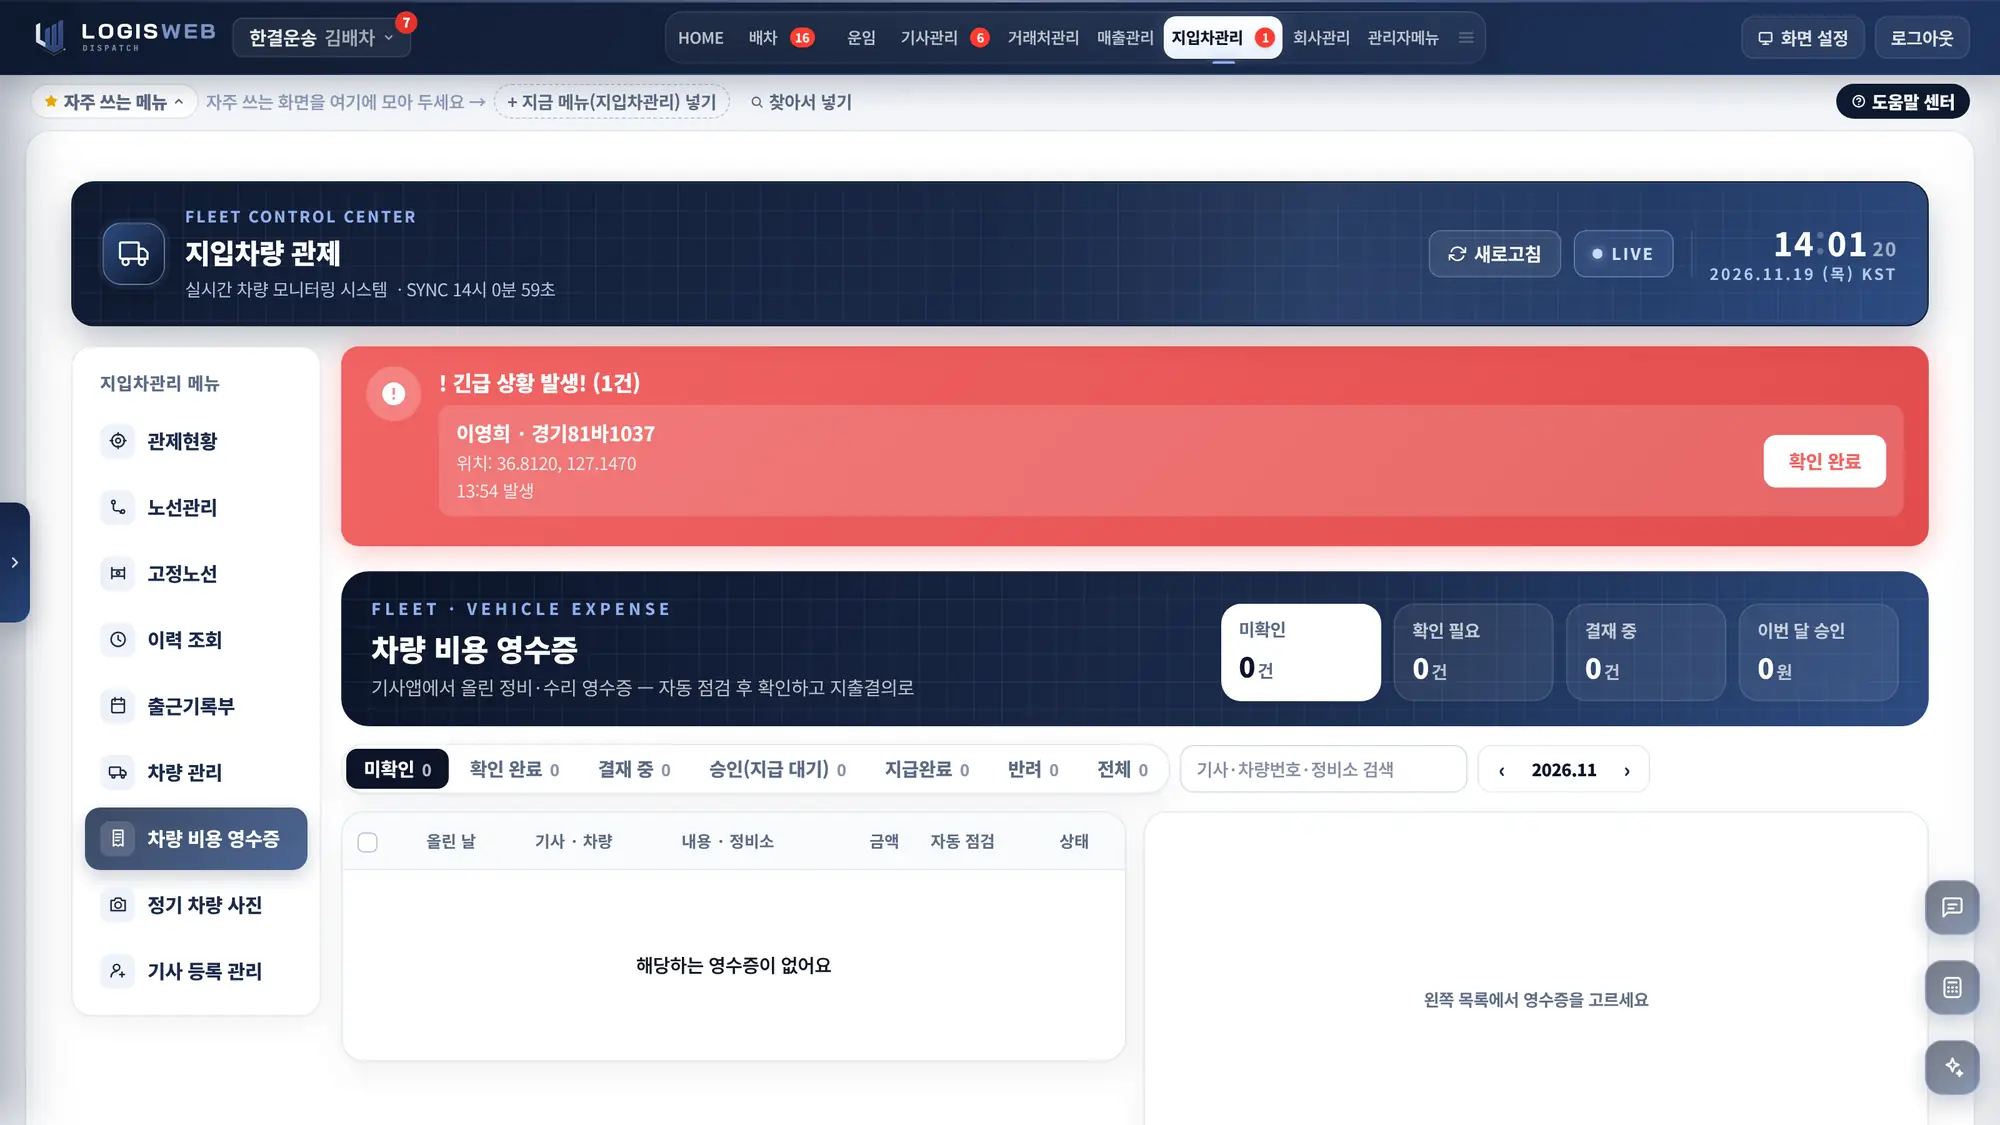 LOGISWEB
DISPATCH
한결운송 김배차
7
HOME
배차 16
운임
기사관리 6
거래처관리
매출관리
지입차관리 1
회사관리
관리자메뉴
화면 설정
로그아웃
자주 쓰는 메뉴
자주 쓰는 화면을 여기에 모아 두세요 →
+ 지금 메뉴(지입차관리) 넣기
찾아서 넣기
도움말 센터
FLEET CONTROL CENTER
지입차량 관제
실시간 차량 모니터링 시스템 · SYNC 14시 0분 59초
새로고침
LIVE
14:01 20
2026.11.19 (목) KST
지입차관리 메뉴
관제현황
노선관리
고정노선
이력 조회
출근기록부
차량 관리
차량 비용 영수증
정기 차량 사진
기사 등록 관리
! 긴급 상황 발생! (1건)
이영희 · 경기81바1037
위치: 36.8120, 127.1470
13:54 발생
확인 완료
FLEET · VEHICLE EXPENSE
차량 비용 영수증
기사앱에서 올린 정비·수리 영수증 — 자동 점검 후 확인하고 지출결의로
미확인
0건
확인 필요
0건
결재 중
0건
이번 달 승인
0원
미확인 0
확인 완료 0
결재 중 0
승인(지급 대기) 0
지급완료 0
반려 0
전체 0
기사·차량번호·정비소 검색
‹ 2026.11 ›
올린 날
기사 · 차량
내용 · 정비소
금액
자동 점검
상태
해당하는 영수증이 없어요
왼쪽 목록에서 영수증을 고르세요